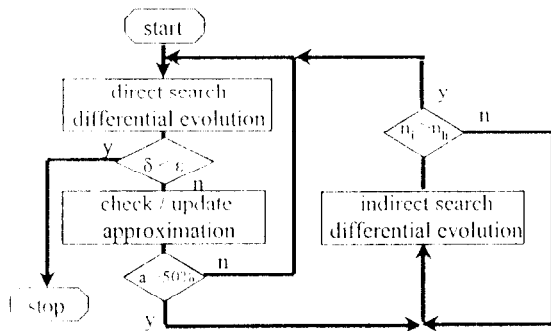 start
direct search
differential evolution
y
δ < ε
n
check / update
approximation
a >50%
n
y
stop
y
n
indirect search
differential evolution